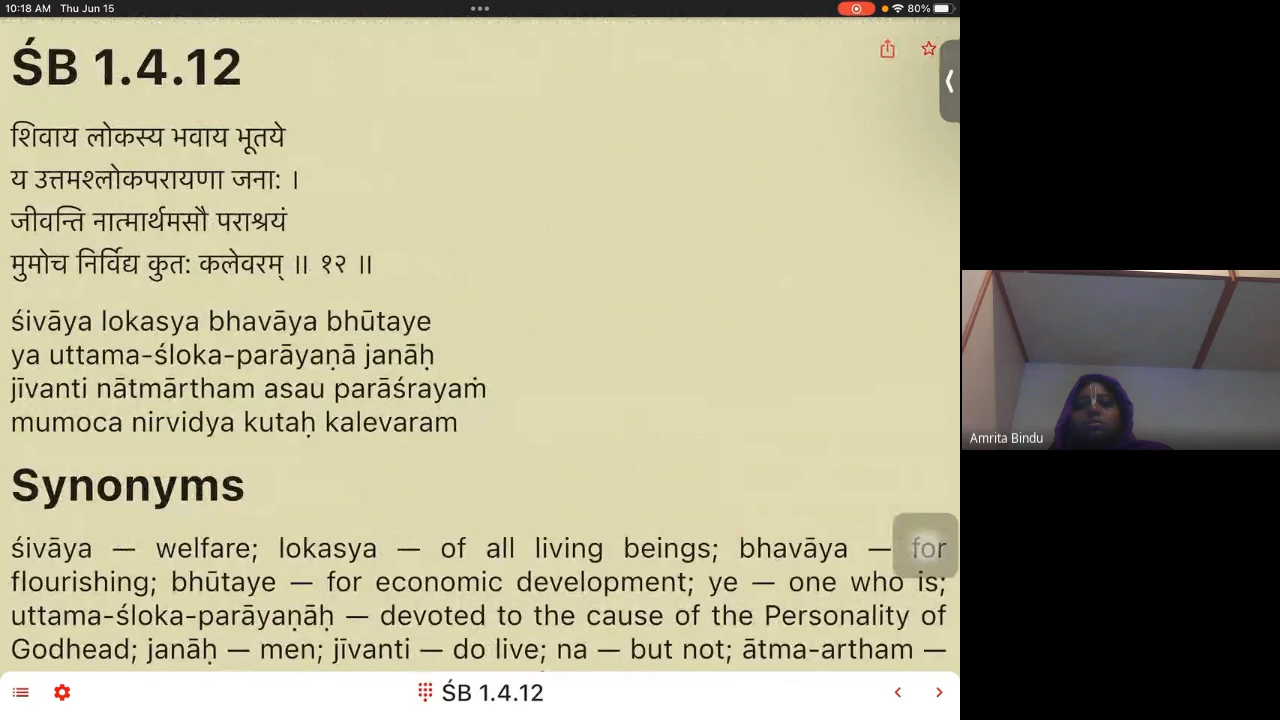 10:18 AM Thu Jun 15
80%
ŚB 1.4.12
शिवाय लोकस्य भवाय भूतये
य उत्तमश्लोकपरायणा जना: ।
जीवन्ति नात्मार्थमसौ पराश्रयं
मुमोच निर्विद्य कुत: कलेवरम् ॥ १२ ॥
śivāya lokasya bhavāya bhūtaye
ya uttama-śloka-parāyaṇā janāḥ
jīvanti nātmārtham asau parāśrayaṁ
mumoca nirvidya kutaḥ kalevaram
Synonyms
śivāya — welfare; lokasya — of all living beings; bhavāya — for
flourishing; bhūtaye — for economic development; ye — one who is;
uttama-śloka-parāyaṇāḥ — devoted to the cause of the Personality of
Godhead; janāḥ — men; jīvanti — do live; na — but not; ātma-artham —
ŚB 1.4.12
Amrita Bindu